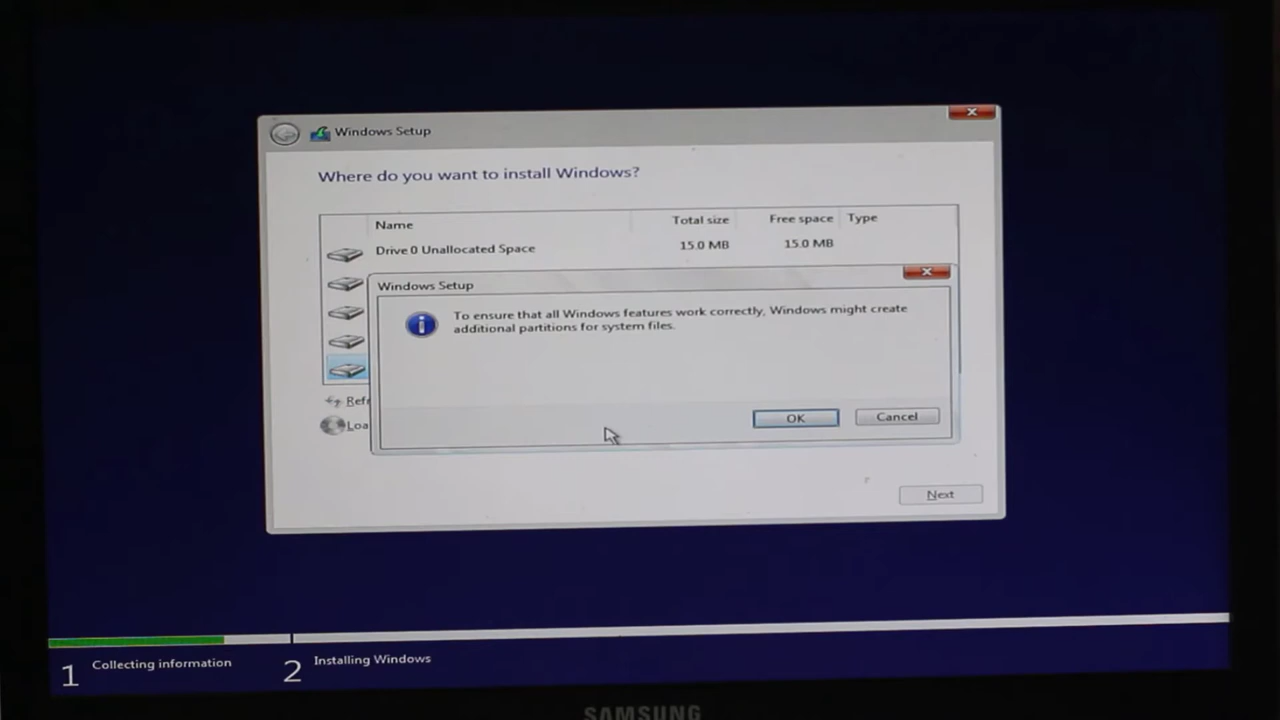 Windows Setup
Where do you want to install Windows?
Name Total size Free space Type
Drive 0 Unallocated Space 15.0 MB 15.0 MB
Windows Setup
To ensure that all Windows features work correctly, Windows might create
additional partitions for system files.
Refr
Loa
OK Cancel
Next
1 Collecting information 2 Installing Windows
SAMSUNG